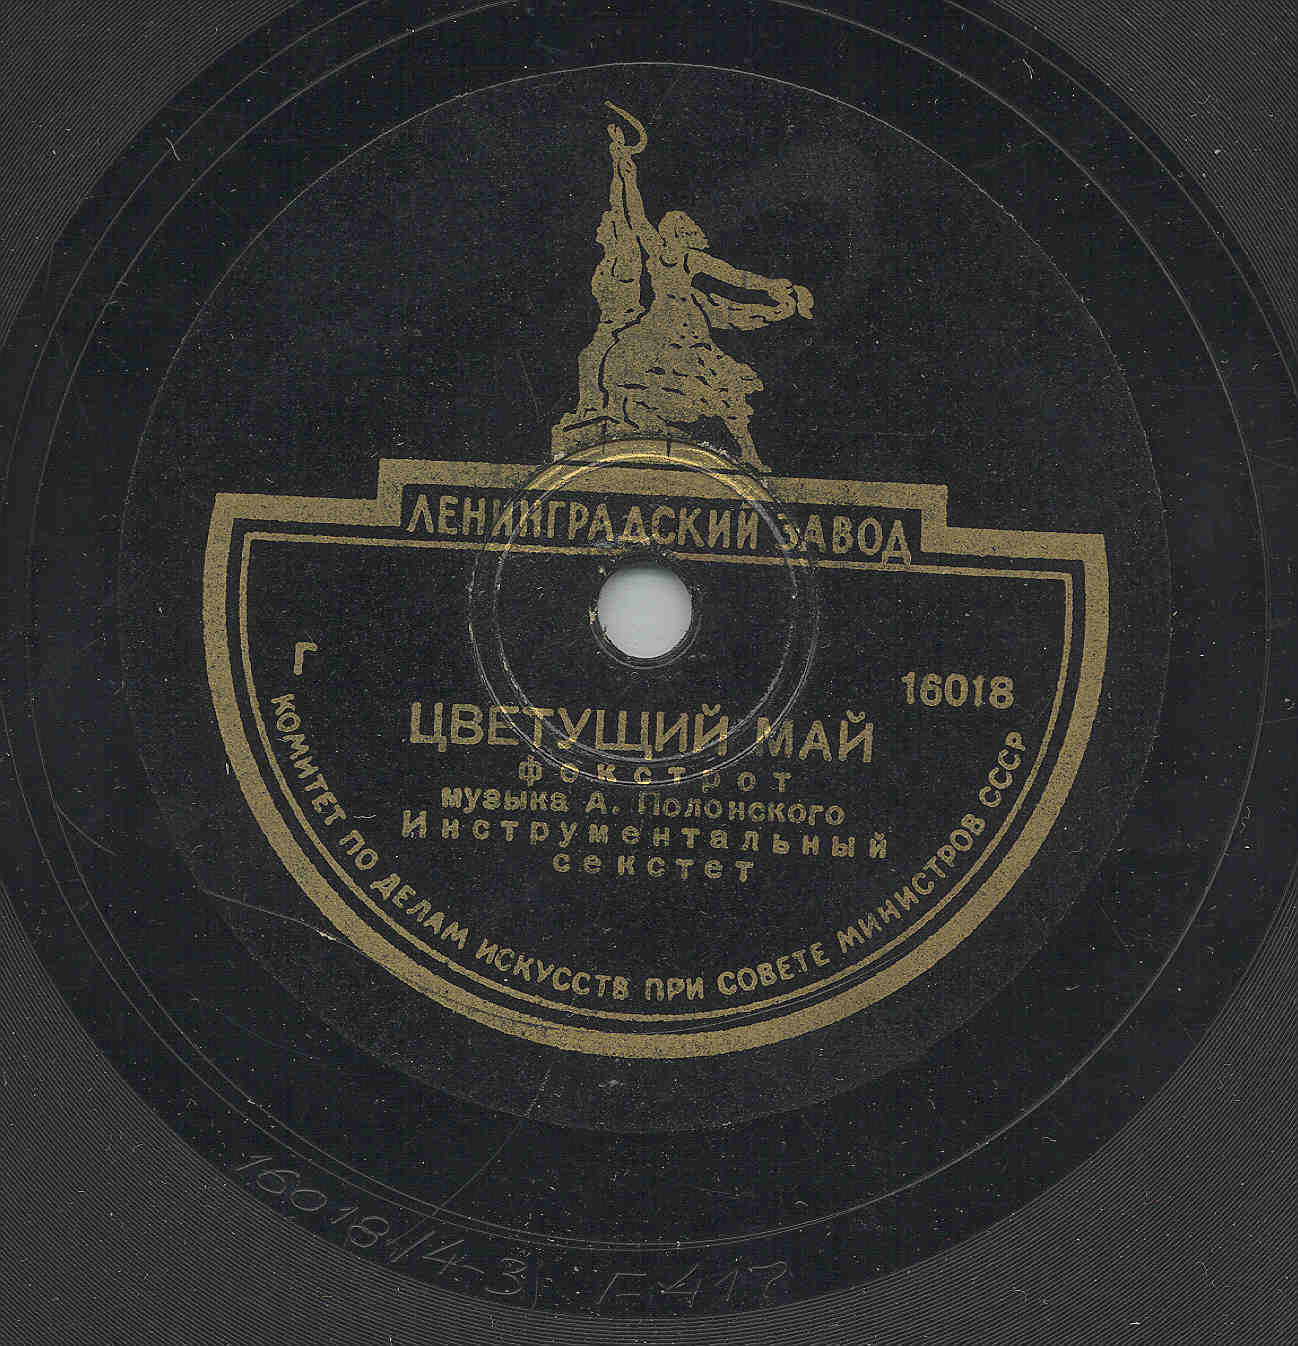 ЛЕНИНГРАДСКИЙ ЗАВОД
Г
16018
ЦВЕТУЩИЙ МАЙ
фокстрот
музыка А. Полонского
Инструментальный
секстет
КОМИТЕТ ПО ДЕЛАМ ИСКУССТВ ПРИ СОВЕТЕ МИНИСТРОВ СССР
16018/4-3 Г-417